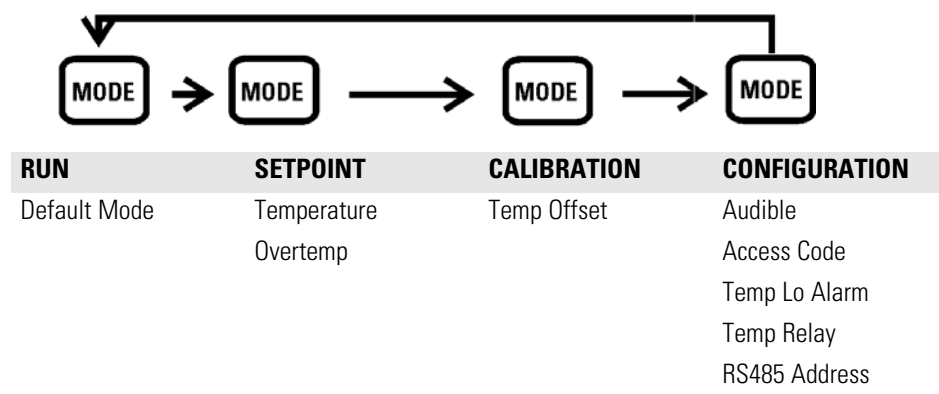 MODE MODE MODE MODE
RUN SETPOINT CALIBRATION CONFIGURATION
Default Mode Temperature Temp Offset Audible
Overtemp Access Code
Temp Lo Alarm
Temp Relay
RS485 Address